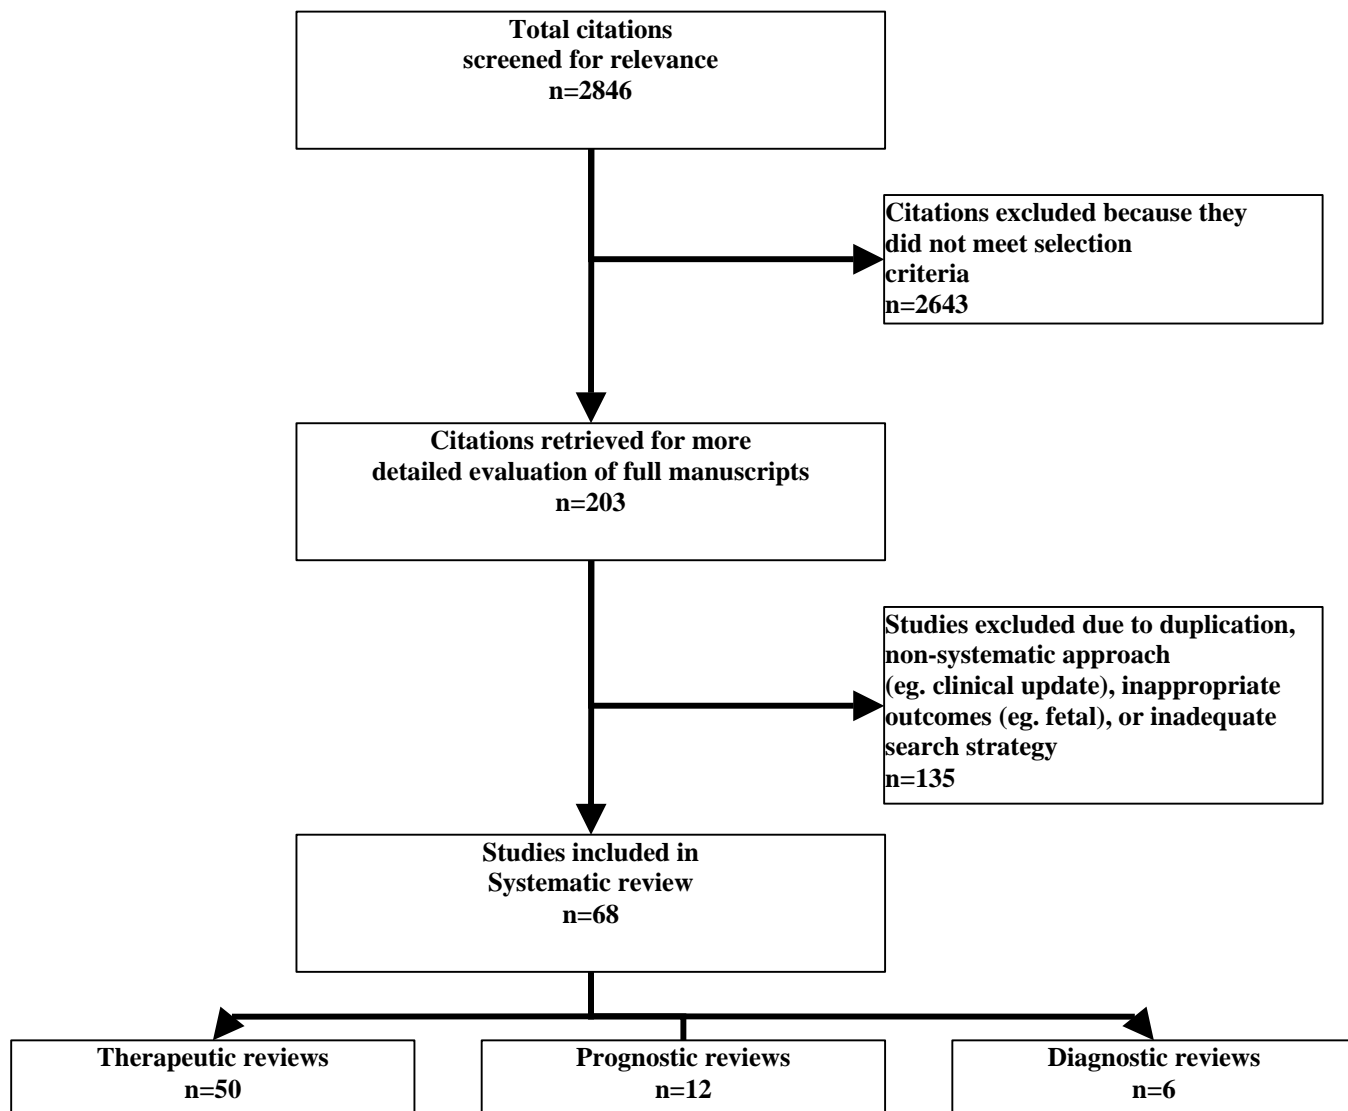 Total citations
screened for relevance
n=2846
Citations excluded because they
did not meet selection
criteria
n=2643
Citations retrieved for more
detailed evaluation of full manuscripts
n=203
Studies excluded due to duplication,
non-systematic approach
(eg. clinical update), inappropriate
outcomes (eg. fetal), or inadequate
search strategy
n=135
Studies included in
Systematic review
n=68
Therapeutic reviews
n=50
Prognostic reviews
n=12
Diagnostic reviews
n=6